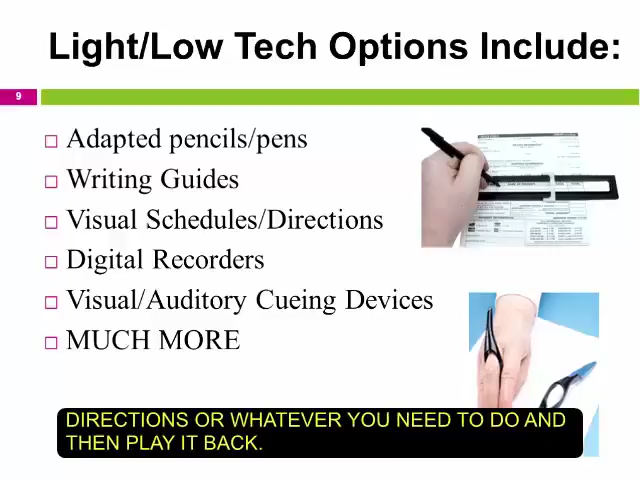 Light/Low Tech Options Include:
9
Adapted pencils/pens
Writing Guides
Visual Schedules/Directions
Digital Recorders
Visual/Auditory Cueing Devices
MUCH MORE
DIRECTIONS OR WHATEVER YOU NEED TO DO AND
THEN PLAY IT BACK.